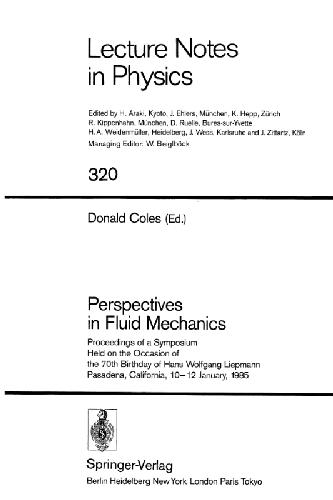 Lecture Notes
in Physics
Edited by H. Araki, Kyoto, J. Ehlers, München, K. Hepp, Zürich
R. Kippenhahn, München, D. Ruelle, Bures-sur-Yvette
H.A. Weidenmüller, Heidelberg, J. Wess, Karlsruhe and J. Zittartz, Köln
Managing Editor: W. Beiglböck
320
Donald Coles (Ed.)
Perspectives
in Fluid Mechanics
Proceedings of a Symposium
Held on the Occasion of
the 70th Birthday of Hans Wolfgang Liepmann
Pasadena, California, 10–12 January, 1985
Springer-Verlag
Berlin Heidelberg New York London Paris Tokyo